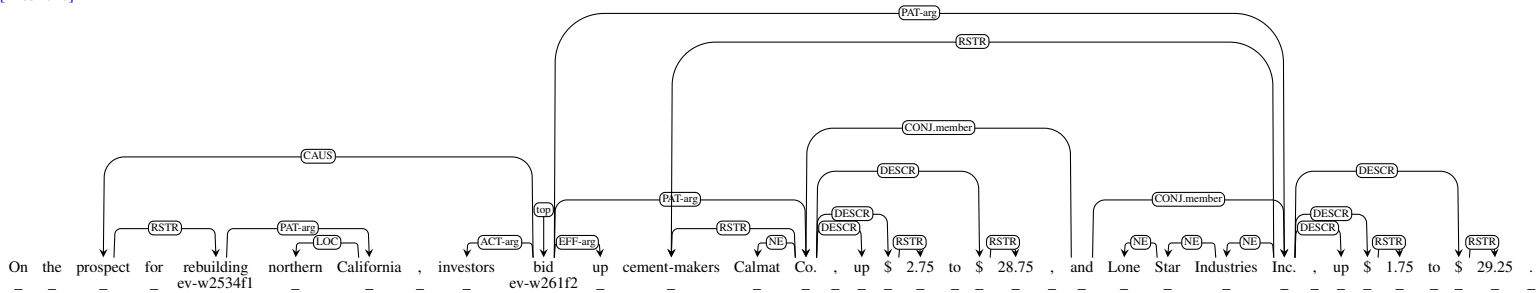 PAT-arg
RSTR
CONJ.member
CAUS
DESCR DESCR
PAT-arg CONJ.member
top
DESCR DESCR
RSTR PAT-arg RSTR DESCR DESCR
LOC ACT-arg EFF-arg NE RSTR RSTR NE NE NE RSTR RSTR
On the prospect for rebuilding northern California , investors bid up cement-makers Calmat Co. , up $ 2.75 to $ 28.75 , and Lone Star Industries Inc. , up $ 1.75 to $ 29.25 .
ev-w2534f1 ev-w261f2
_ _ _ _ _ _ _ _ _ _ _ _ _ _ _ _ _ _ _ _ _ _ _ _ _ _ _ _ _ _ _ _ _ _